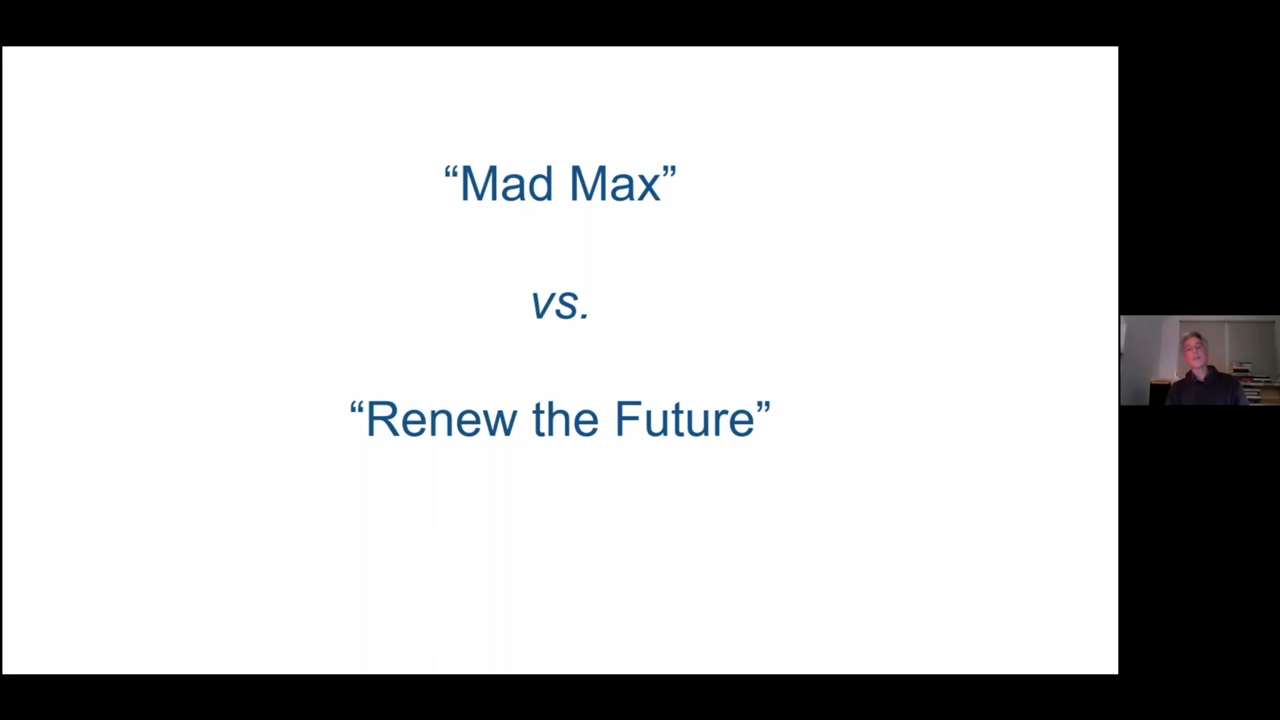 “Mad Max”
vs.
“Renew the Future”